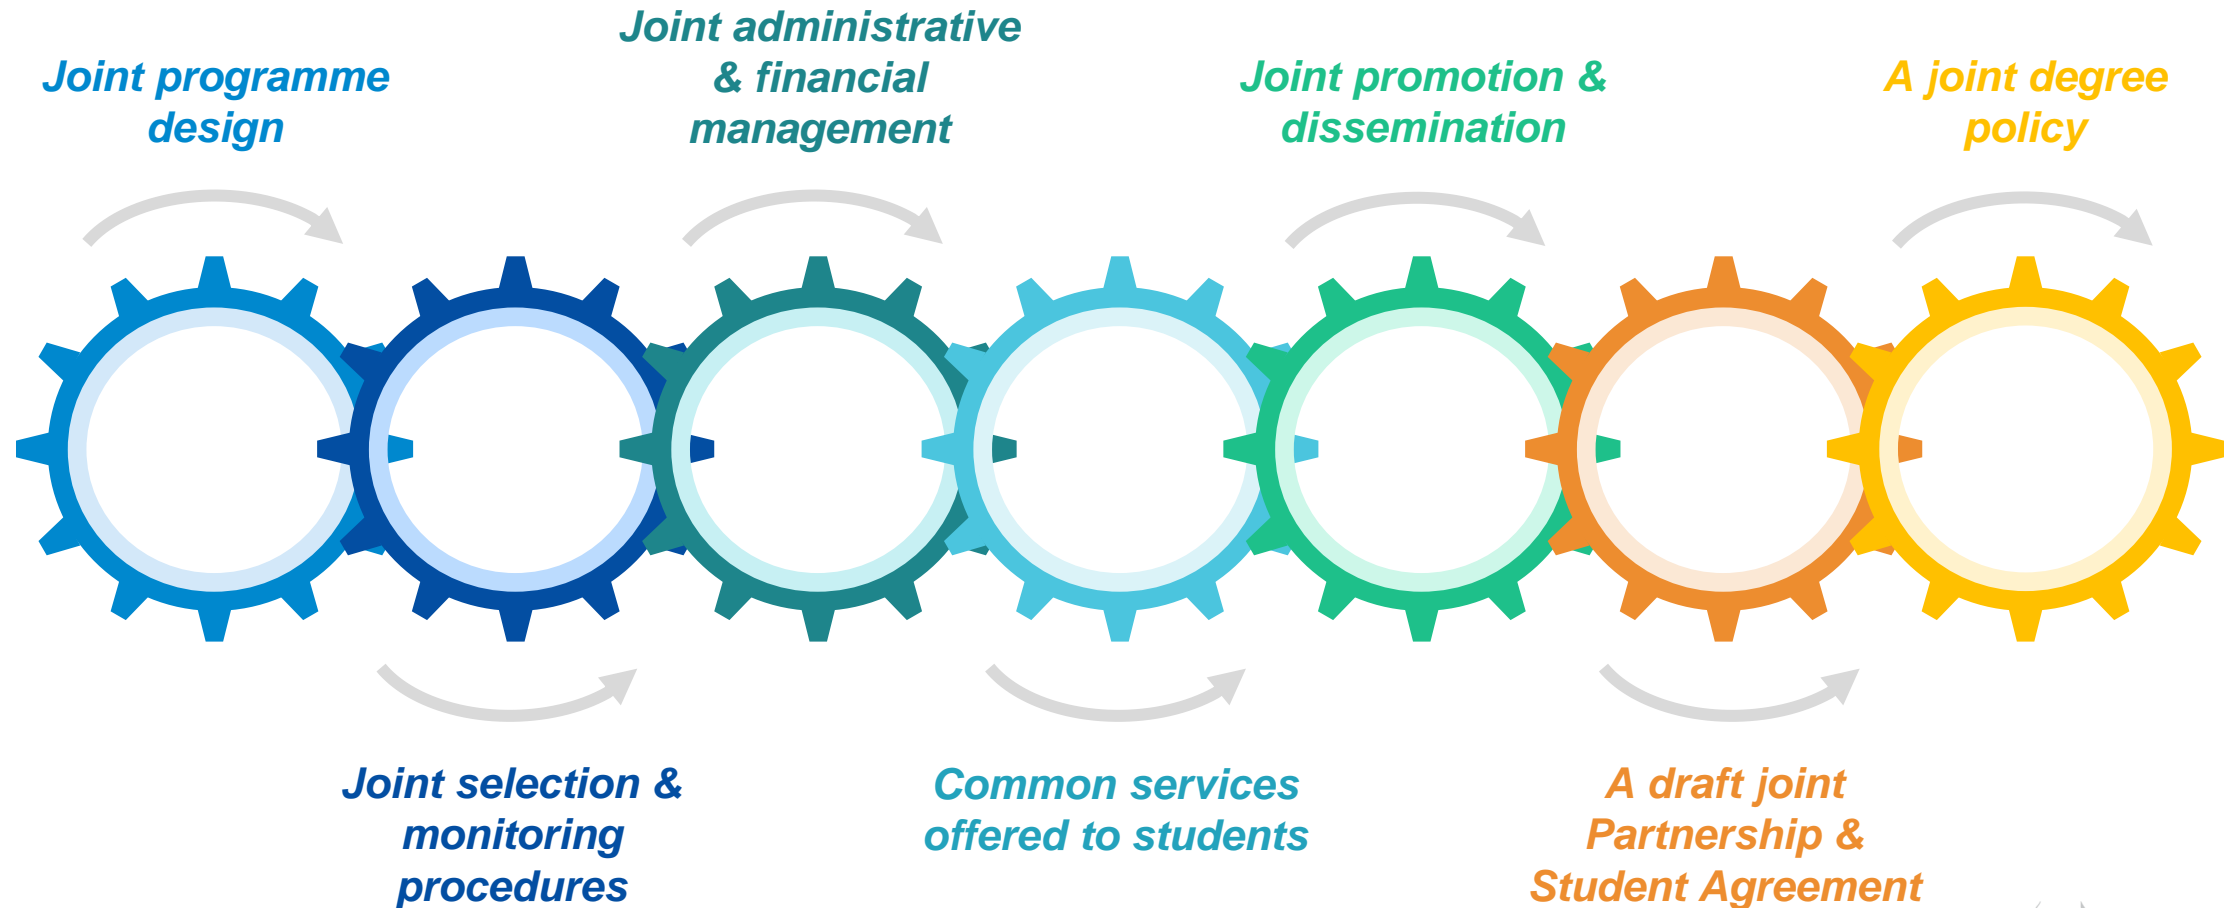 Joint programme
design
Joint selection &
monitoring
procedures
Joint administrative
& financial
management
Common services
offered to students
Joint promotion &
dissemination
A draft joint
Partnership &
Student Agreement
A joint degree
policy